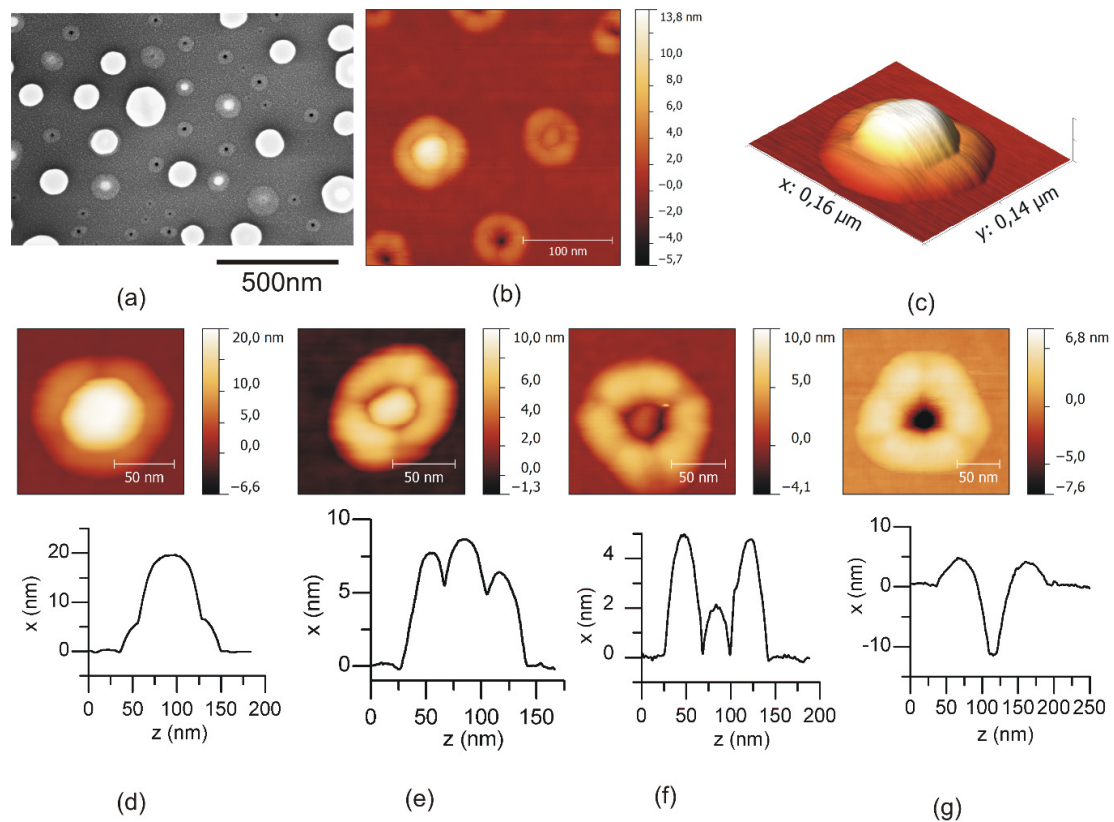 500nm
(a)
100 nm
13,8 nm
10,0
8,0
6,0
4,0
2,0
−0,0
−2,0
−4,0
−5,7
(b)
x: 0,16 µm
y: 0,14 µm
(c)
50 nm
20,0 nm
10,0
5,0
0,0
−6,6
50 nm
10,0 nm
6,0
4,0
2,0
0,0
−1,3
50 nm
10,0 nm
5,0
0,0
−4,1
50 nm
6,8 nm
0,0
−5,0
−7,6
x (nm)
20
10
0
0 50 100 150 200
z (nm)
(d)
x (nm)
10
5
0
0 50 100 150
z (nm)
(e)
x (nm)
4
2
0
0 50 100 150 200
z (nm)
(f)
x (nm)
10
0
-10
0 50 100 150 200 250
z (nm)
(g)